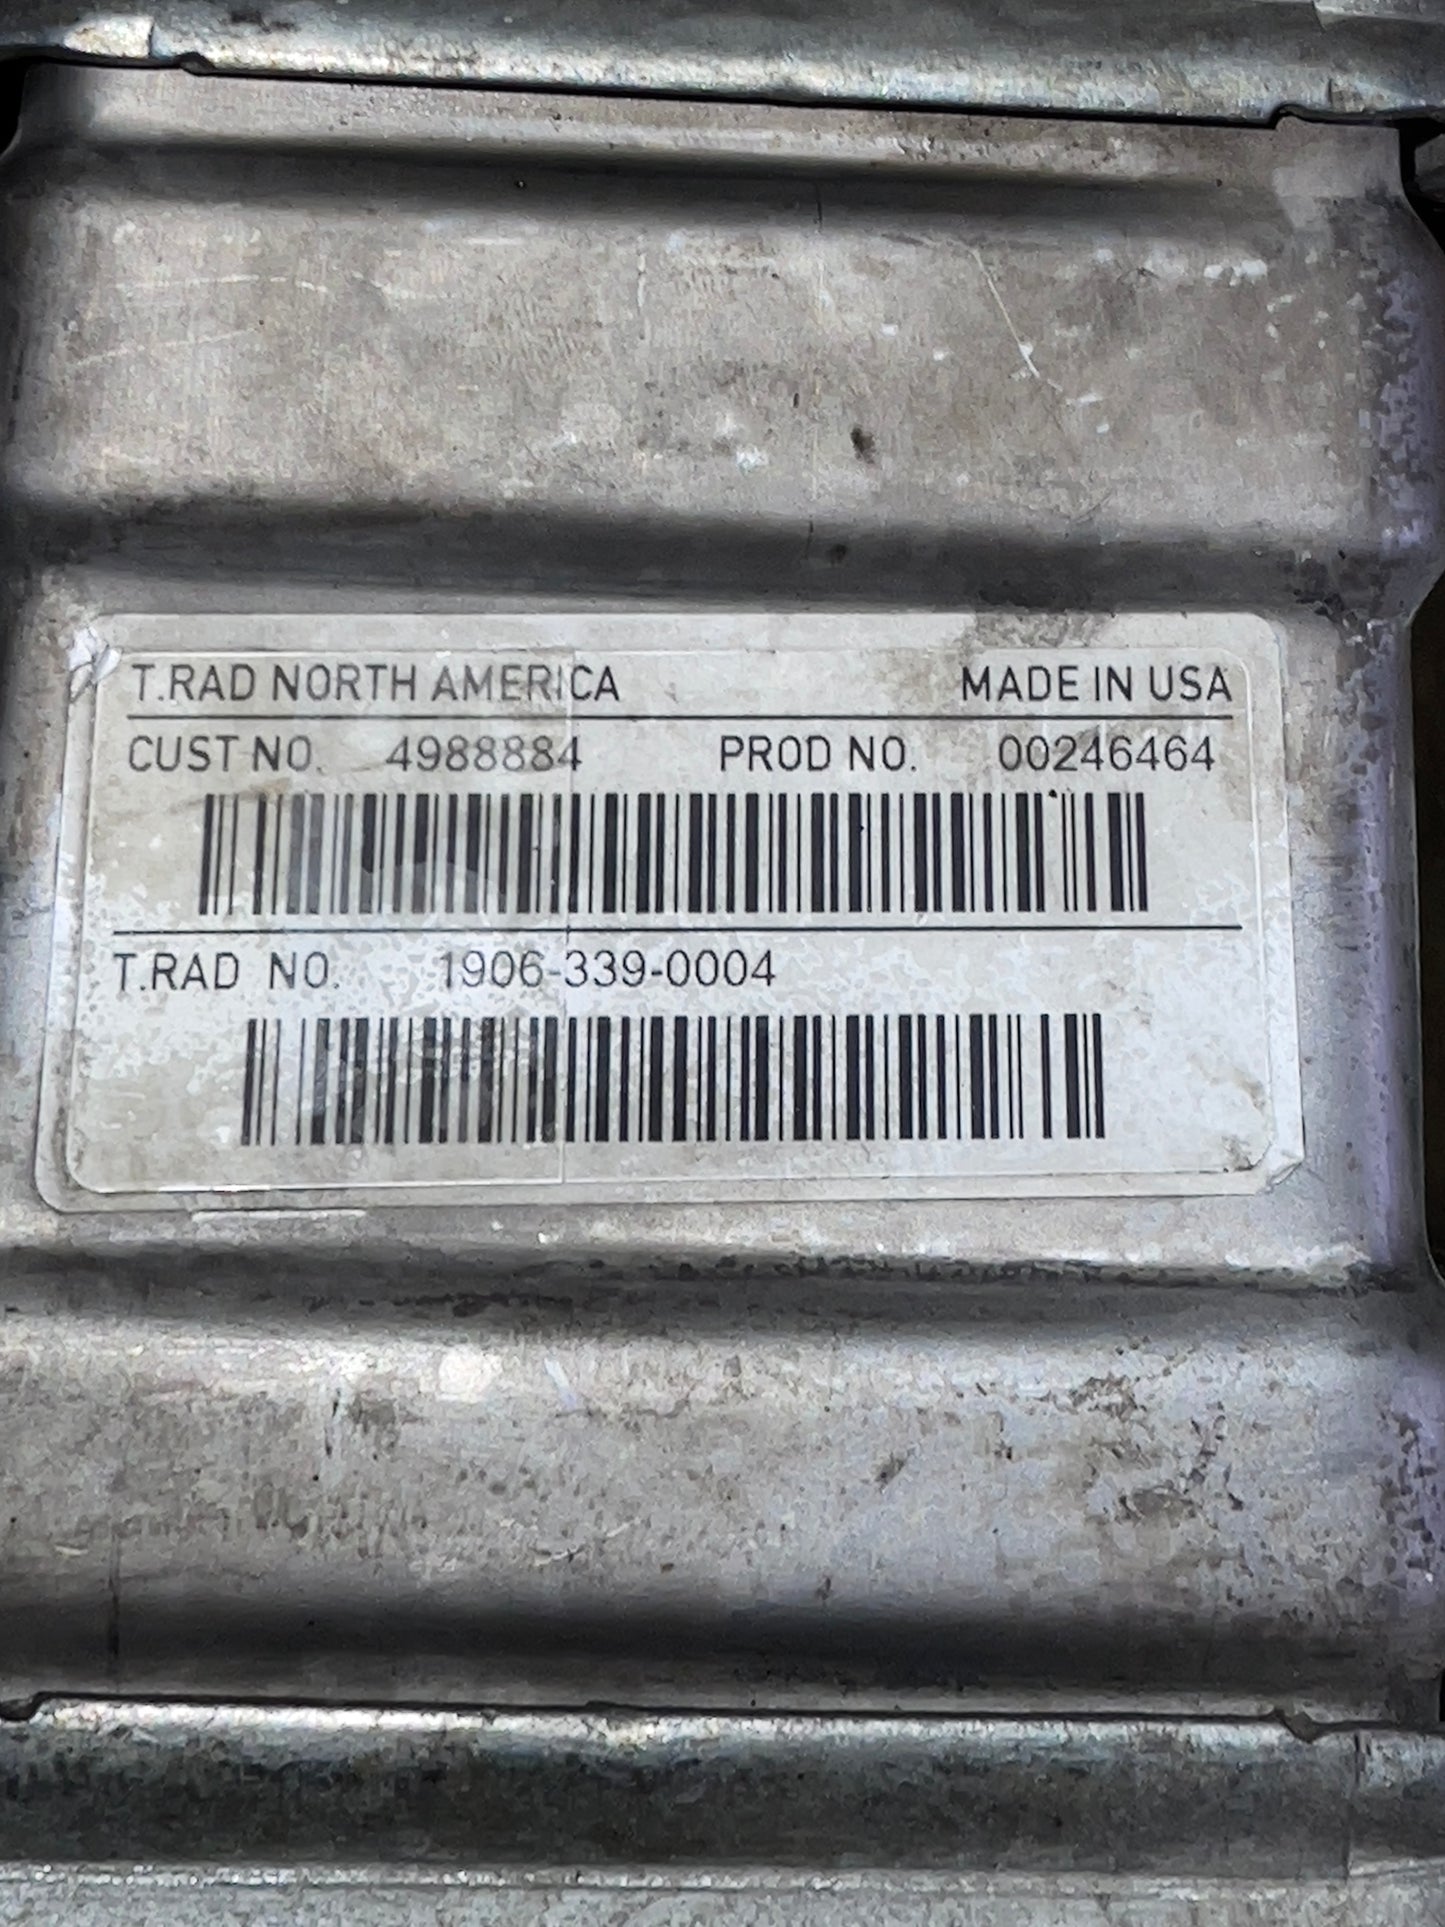 T.RAD NORTH AMERICA MADE IN USA
CUST NO. 4988884 PROD NO. 00246464
T.RAD NO. 1906-339-0004